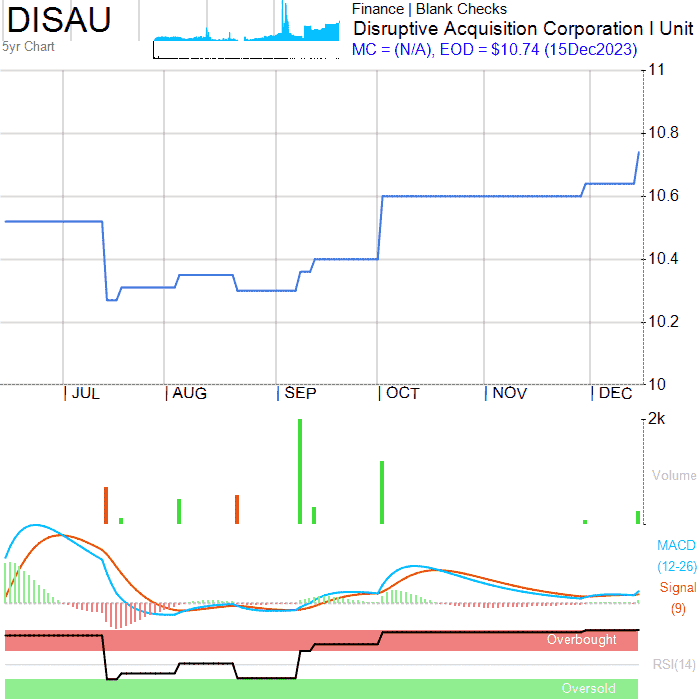 DISAU
5yr Chart
Finance | Blank Checks
Disruptive Acquisition Corporation I Unit
MC = (N/A), EOD = $10.74 (15Dec2023)
11
10.8
10.6
10.4
10.2
10
JUL AUG SEP OCT NOV DEC
2k
Volume
MACD
(12-26)
Signal
(9)
Overbought
RSI(14)
Oversold